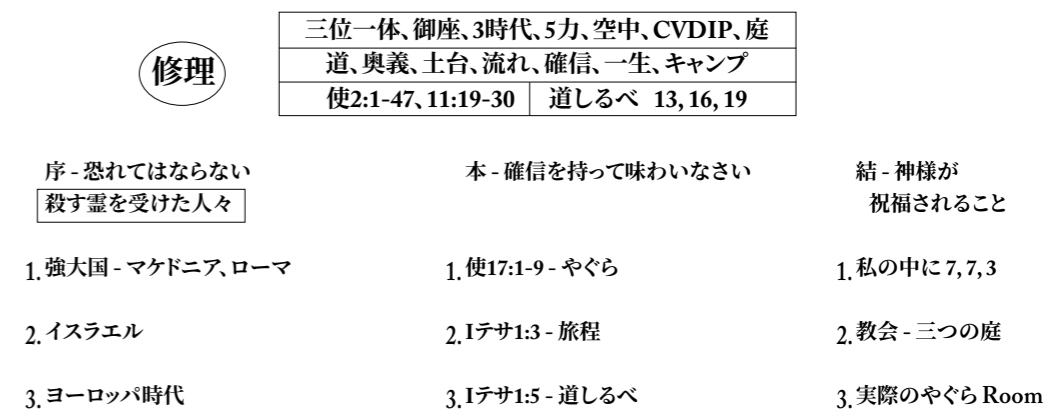 修理
三位一体、御座、3時代、5力、空中、CVDIP、庭
道、奥義、土台、流れ、確信、一生、キャンプ
使2:1-47、11:19-30 道しるべ 13, 16, 19
序 - 恐れてはならない
殺す霊を受けた人々
1. 強大国 - マケドニア、ローマ
2. イスラエル
3. ヨーロッパ時代
本 - 確信を持って味わいなさい
1. 使17:1-9 - やぐら
2. Iテサ1:3 - 旅程
3. Iテサ1:5 - 道しるべ
結 - 神様が
祝福されること
1. 私の中に 7, 7, 3
2. 教会 - 三つの庭
3. 実際のやぐら Room